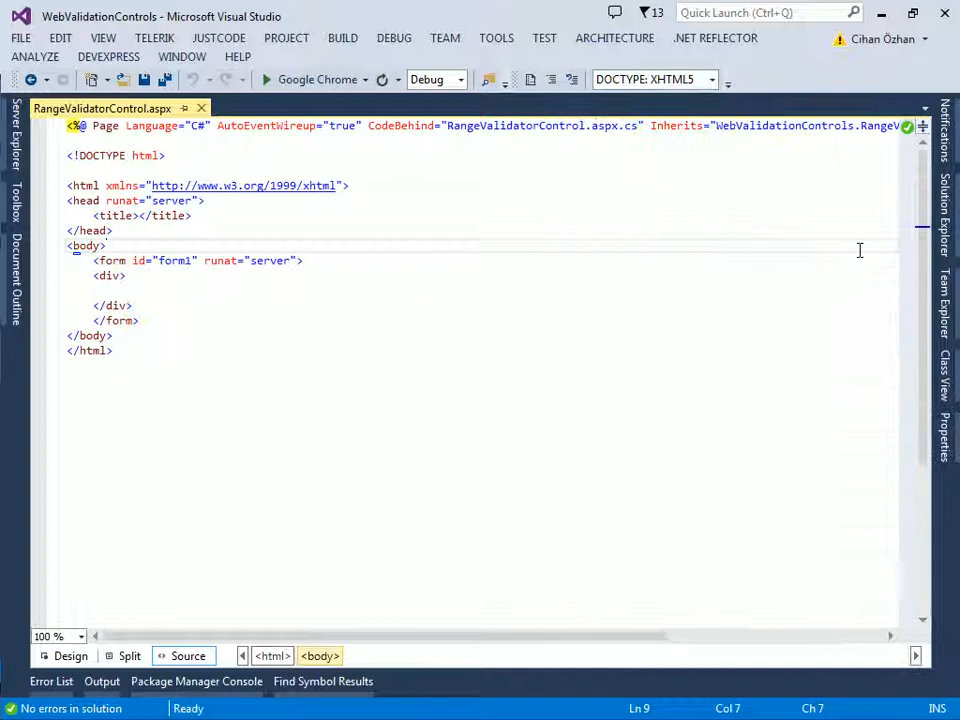 WebValidationControls - Microsoft Visual Studio
13
Quick Launch (Ctrl+Q)
FILE EDIT VIEW TELERIK JUSTCODE PROJECT BUILD DEBUG TEAM TOOLS TEST ARCHITECTURE .NET REFLECTOR
Cihan Özhan
ANALYZE DEVEXPRESS WINDOW HELP
Google Chrome
Debug
DOCTYPE: XHTML5
RangeValidatorControl.aspx
<%@ Page Language="C#" AutoEventWireup="true" CodeBehind="RangeValidatorControl.aspx.cs" Inherits="WebValidationControls.RangeV
<!DOCTYPE html>
<html xmlns="http://www.w3.org/1999/xhtml">
<head runat="server">
<title></title>
</head>
<body>
<form id="form1" runat="server">
<div>
</div>
</form>
</body>
</html>
Server Explorer
Toolbox
Document Outline
Notifications
Solution Explorer
Team Explorer
Class View
Properties
100 %
Design
Split
Source
<html>
<body>
Error List
Output
Package Manager Console
Find Symbol Results
No errors in solution
Ready
Ln 9
Col 7
Ch 7
INS